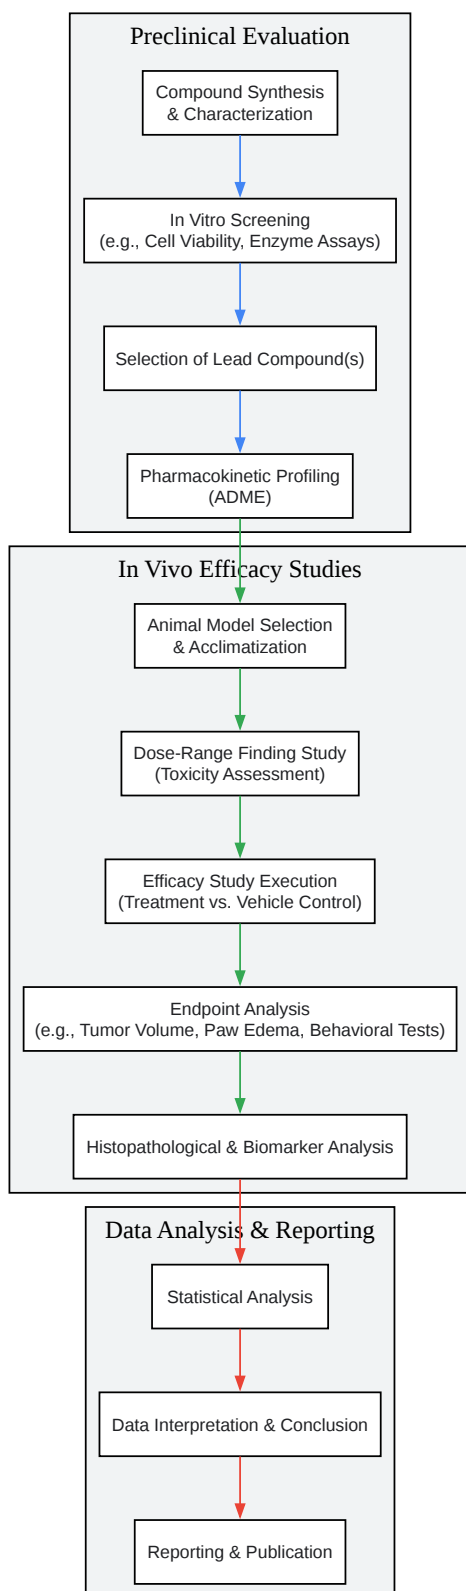 Preclinical Evaluation
Compound Synthesis
& Characterization
In Vitro Screening
(e.g., Cell Viability, Enzyme Assays)
Selection of Lead Compound(s)
Pharmacokinetic Profiling
(ADME)
In Vivo Efficacy Studies
Animal Model Selection
& Acclimatization
Dose-Range Finding Study
(Toxicity Assessment)
Efficacy Study Execution
(Treatment vs. Vehicle Control)
Endpoint Analysis
(e.g., Tumor Volume, Paw Edema, Behavioral Tests)
Histopathological & Biomarker Analysis
Data Analysis & Reporting
Statistical Analysis
Data Interpretation & Conclusion
Reporting & Publication